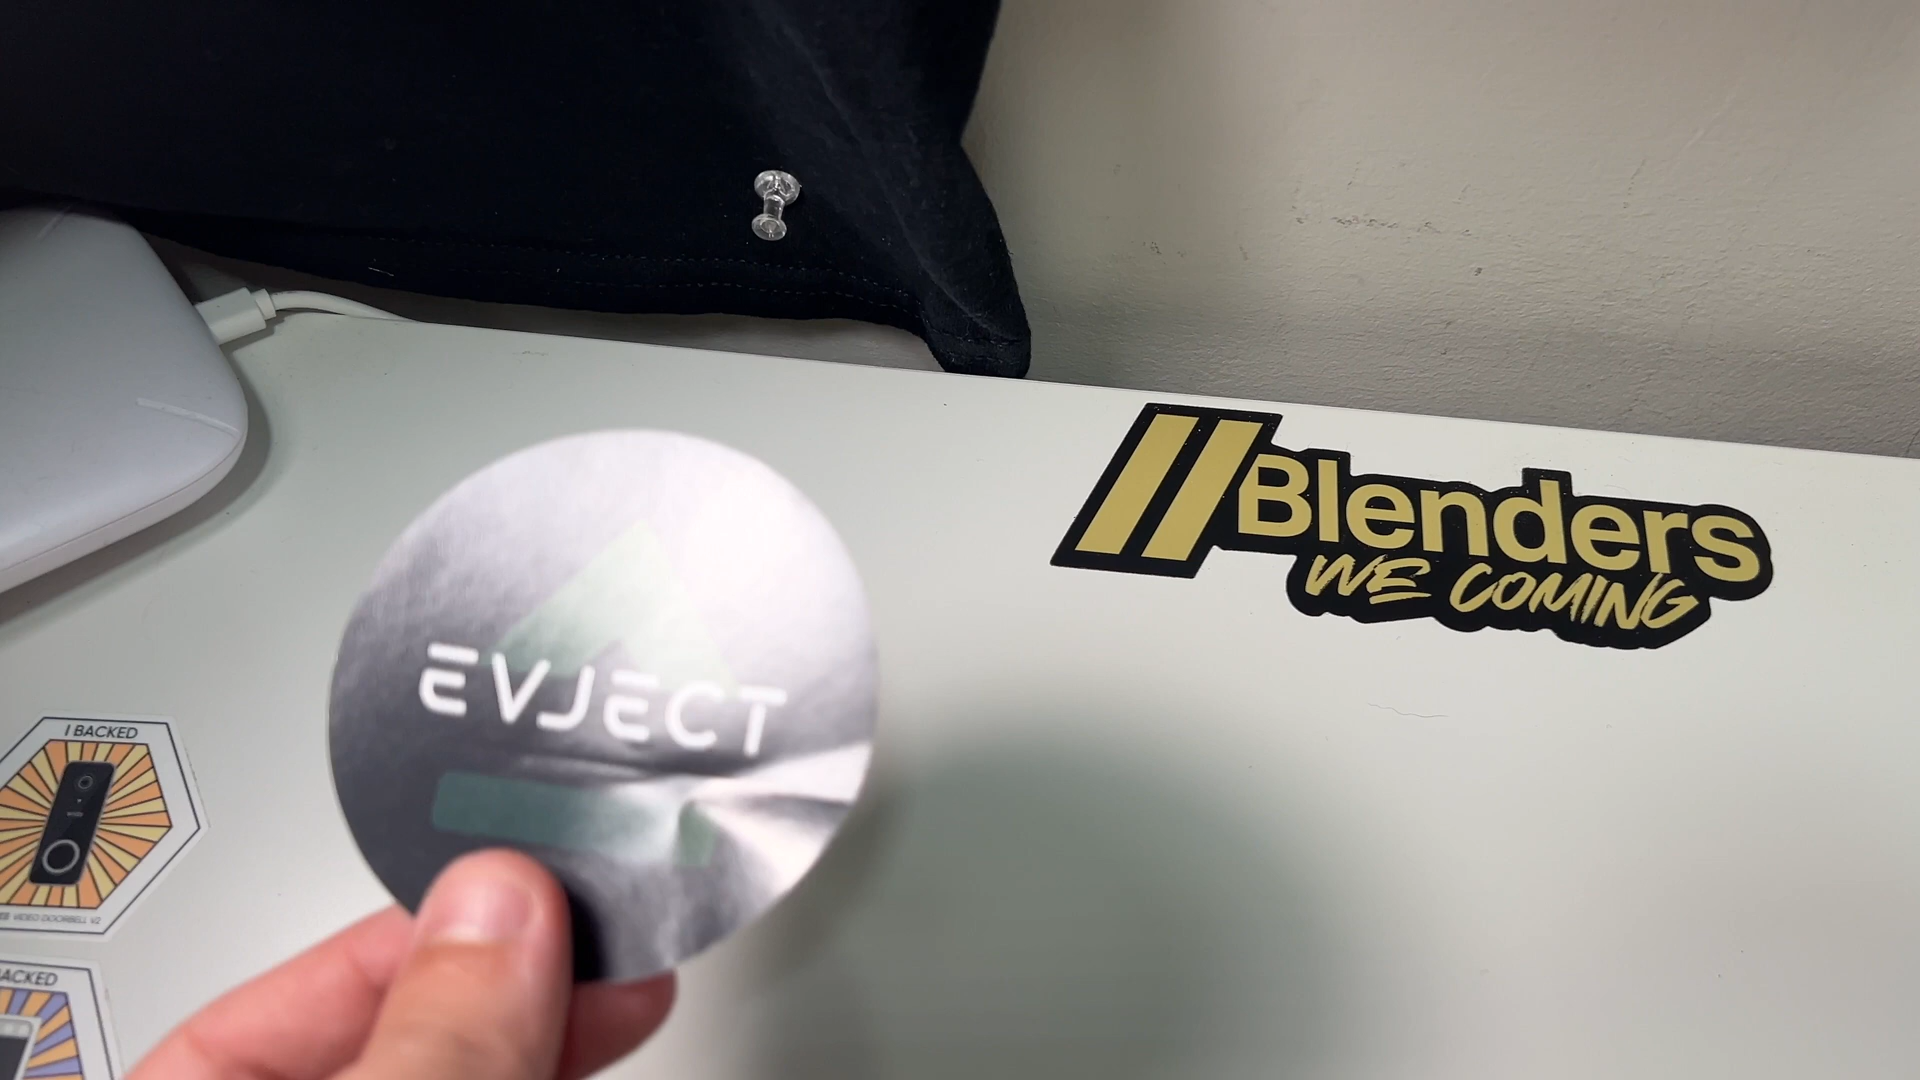 Blenders
WE COMING
EVJECT
I BACKED
VIDEO DOORBELL V2
BACKED